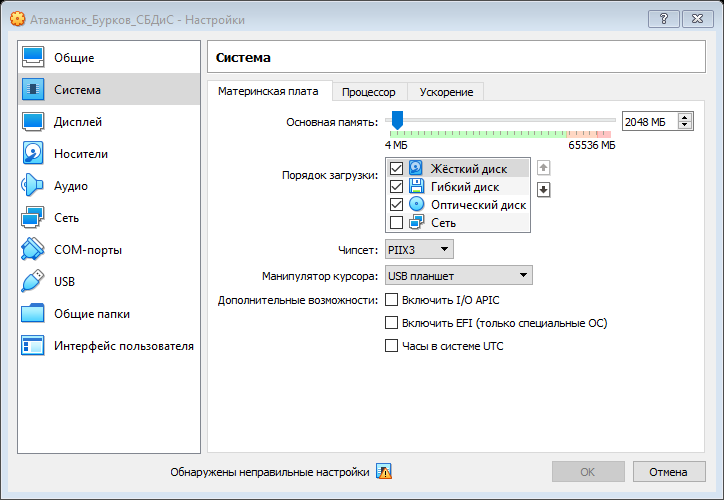 Атаманюк_Бурков_СБДиС - Настройки
Общие
Система
Дисплей
Носители
Аудио
Сеть
COM-порты
USB
Общие папки
Интерфейс пользователя
Система
Материнская плата Процессор Ускорение
Основная память: 2048 МБ
4 МБ 65536 МБ
Порядок загрузки: Жёсткий диск
Гибкий диск
Оптический диск
Сеть
Чипсет: PIIX3
Манипулятор курсора: USB планшет
Дополнительные возможности: Включить I/O APIC
Включить EFI (только специальные ОС)
Часы в системе UTC
Обнаружены неправильные настройки OK Отмена